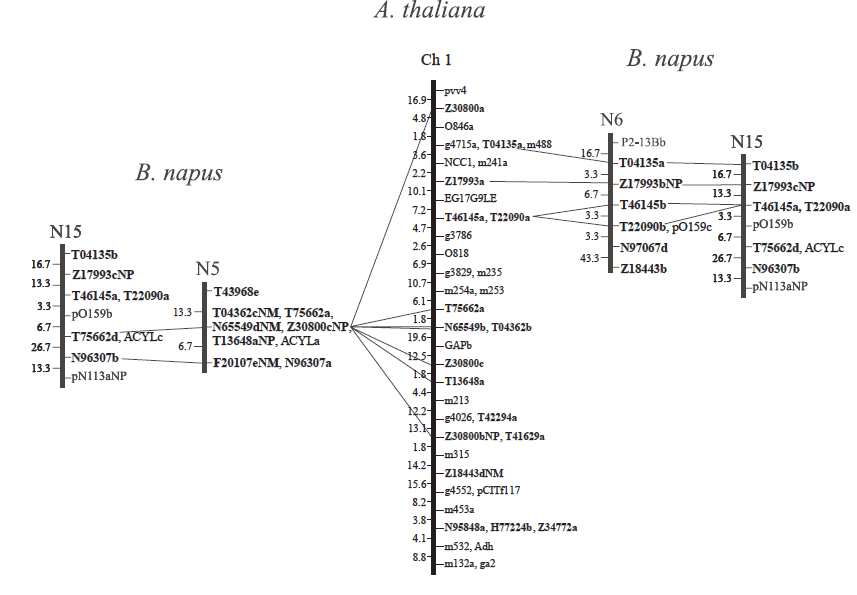 A. thaliana
B. napus
N15
16.7
13.3
3.3
6.7
26.7
13.3
T04135b
Z17993cNP
T46145a, T22090a
pO159b
T75662d, ACYLc
N96307b
pN113aNP
N5
13.3
6.7
T43968e
T04362cNM, T75662a,
N65549dNM, Z30800cNP,
T13648aNP, ACYLa
F20107eNM, N96307a
Ch 1
16.9
4.8
1.8
3.6
2.2
10.1
7.2
4.7
2.6
6.9
10.7
6.1
1.8
19.6
12.5
1.8
4.4
12.2
13.1
1.8
14.2
15.6
8.2
3.8
4.1
8.8
pvv4
Z30800a
O846a
g4715a, T04135a, m488
NCC1, m241a
Z17993a
EG17G9LE
T46145a, T22090a
g3786
O818
g3829, m235
m254a, m253
T75662a
N65549b, T04362b
GAPb
Z30800c
T13648a
m213
g4026, T42294a
Z30800bNP, T41629a
m315
Z18443dNM
g4552, pCITf117
m453a
N95848a, H77224b, Z34772a
m532, Adh
m132a, ga2
B. napus
N6
16.7
3.3
6.7
3.3
3.3
43.3
P2-13Bb
T04135a
Z17993bNP
T46145b
T22090b, pO159c
N97067d
Z18443b
N15
16.7
13.3
3.3
6.7
26.7
13.3
T04135b
Z17993cNP
T46145a, T22090a
pO159b
T75662d, ACYLc
N96307b
pN113aNP